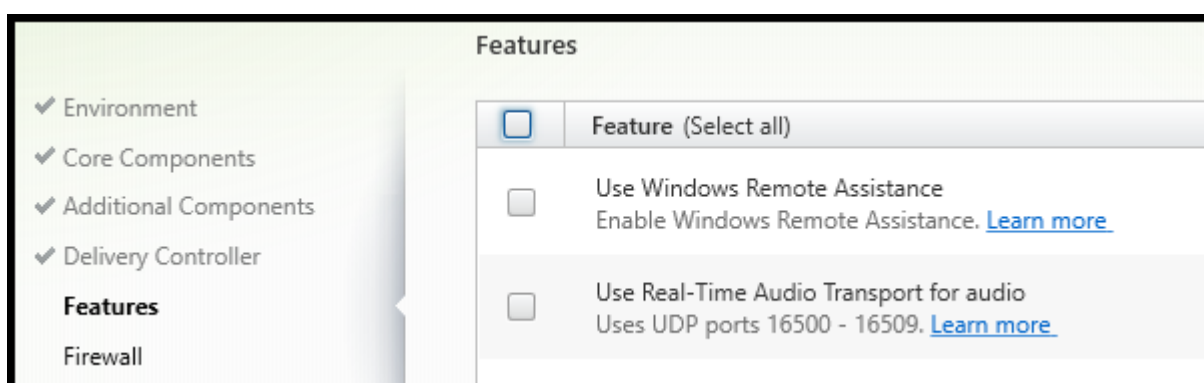 Features
Environment
Core Components
Additional Components
Delivery Controller
Features
Firewall
Feature (Select all)
Use Windows Remote Assistance
Enable Windows Remote Assistance. Learn more
Use Real-Time Audio Transport for audio
Uses UDP ports 16500 - 16509. Learn more